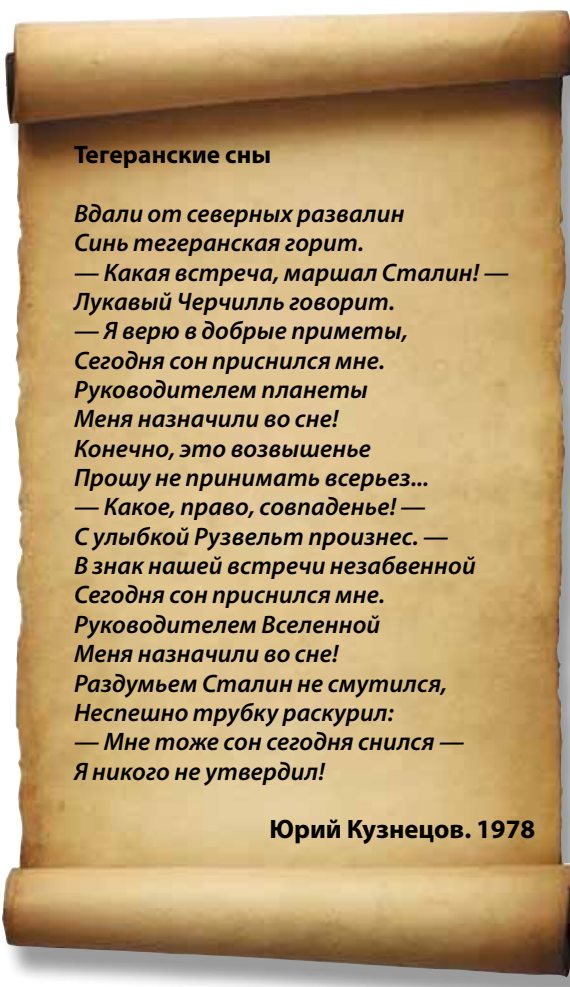 Тегеранские сны
Вдали от северных развалин
Синь тегеранская горит.
— Какая встреча, маршал Сталин! —
Лукавый Черчилль говорит.
— Я верю в добрые приметы,
Сегодня сон приснился мне.
Руководителем планеты
Меня назначили во сне!
Конечно, это возвышенье
Прошу не принимать всерьез...
— Какое, право, совпаденье! —
С улыбкой Рузвельт произнес. —
В знак нашей встречи незабвенной
Сегодня сон приснился мне.
Руководителем Вселенной
Меня назначили во сне!
Раздумьем Сталин не смутился,
Неспешно трубку раскурил:
— Мне тоже сон сегодня снился —
Я никого не утвердил!
Юрий Кузнецов. 1978